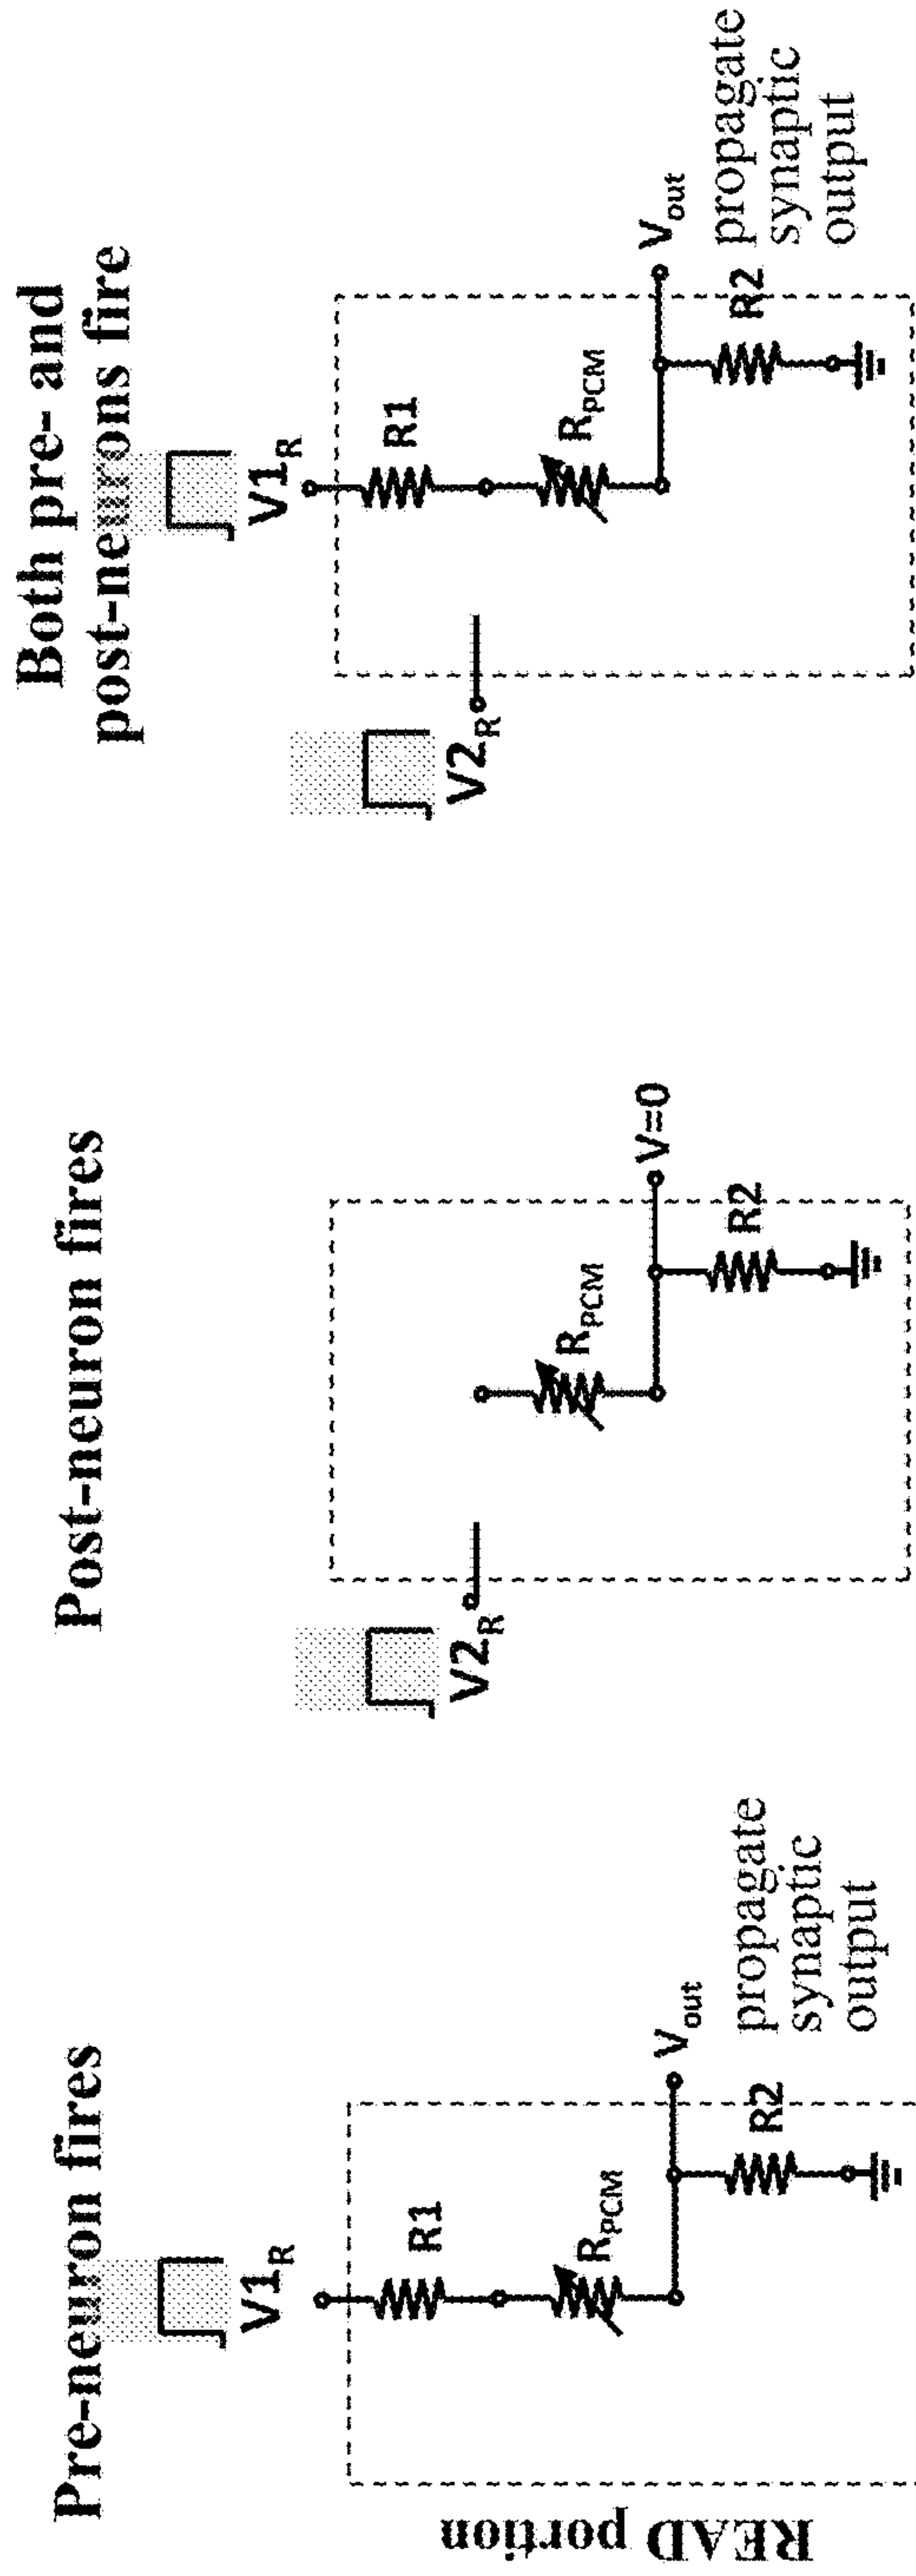 READ portion
Pre-neuron fires
V1R
R1
RPCM
Vout
R2
propagate
synaptic
output
Post-neuron fires
V2R
RPCM
V=0
R2
Both pre- and
post-neurons fire
V1R
V2R
R1
RPCM
Vout
R2
propagate
synaptic
output